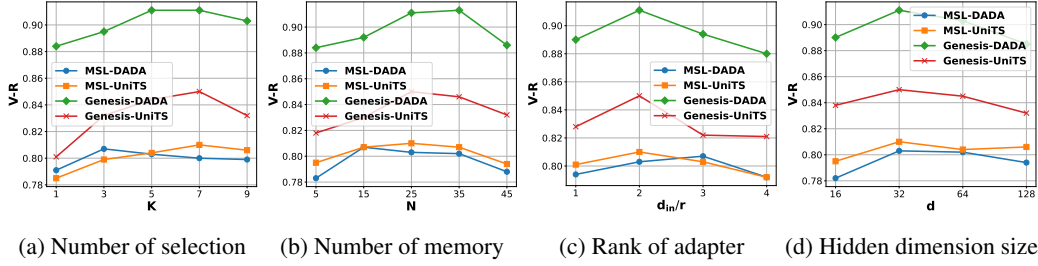 V-R
0.90
0.88
0.86
0.84
0.82
0.80
0.78
MSL-DADA
MSL-UniTS
Genesis-DADA
Genesis-UniTS
1 3 5 7 9
K
(a) Number of selection
V-R
0.90
0.88
0.86
0.84
0.82
0.80
0.78
MSL-DADA
MSL-UniTS
Genesis-DADA
Genesis-UniTS
5 15 25 35 45
N
(b) Number of memory
V-R
0.90
0.88
0.86
0.84
0.82
0.80
MSL-DADA
MSL-UniTS
Genesis-DADA
Genesis-UniTS
1 2 3 4
d_in/r
(c) Rank of adapter
V-R
0.90
0.88
0.86
0.84
0.82
0.80
0.78
MSL-DADA
MSL-UniTS
Genesis-DADA
Genesis-UniTS
16 32 64 128
d
(d) Hidden dimension size